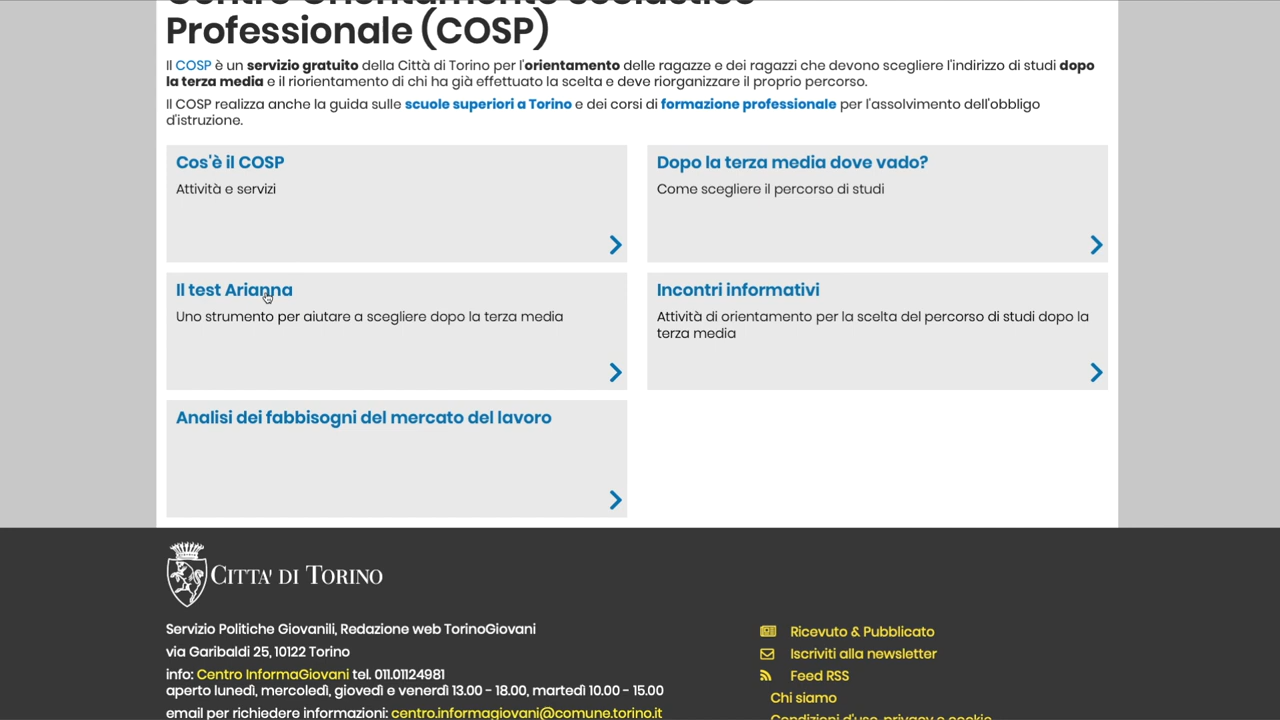 Centro Orientamento scolastico
Professionale (COSP)
Il COSP è un servizio gratuito della Città di Torino per l'orientamento delle ragazze e dei ragazzi che devono scegliere l'indirizzo di studi dopo
la terza media e il riorientamento di chi ha già effettuato la scelta e deve riorganizzare il proprio percorso.
Il COSP realizza anche la guida sulle scuole superiori a Torino e dei corsi di formazione professionale per l'assolvimento dell'obbligo
d'istruzione.
Cos'è il COSP
Attività e servizi
Dopo la terza media dove vado?
Come scegliere il percorso di studi
Il test Arianna
Uno strumento per aiutare a scegliere dopo la terza media
Incontri informativi
Attività di orientamento per la scelta del percorso di studi dopo la
terza media
Analisi dei fabbisogni del mercato del lavoro
CITTA' DI TORINO
Servizio Politiche Giovanili, Redazione web TorinoGiovani
via Garibaldi 25, 10122 Torino
info: Centro InformaGiovani tel. 011.01124981
aperto lunedì, mercoledì, giovedì e venerdì 13.00 - 18.00, martedì 10.00 - 15.00
email per richiedere informazioni: centro.informagiovani@comune.torino.it
Ricevuto & Pubblicato
Iscriviti alla newsletter
Feed RSS
Chi siamo
Condizioni d'uso, privacy e cookie